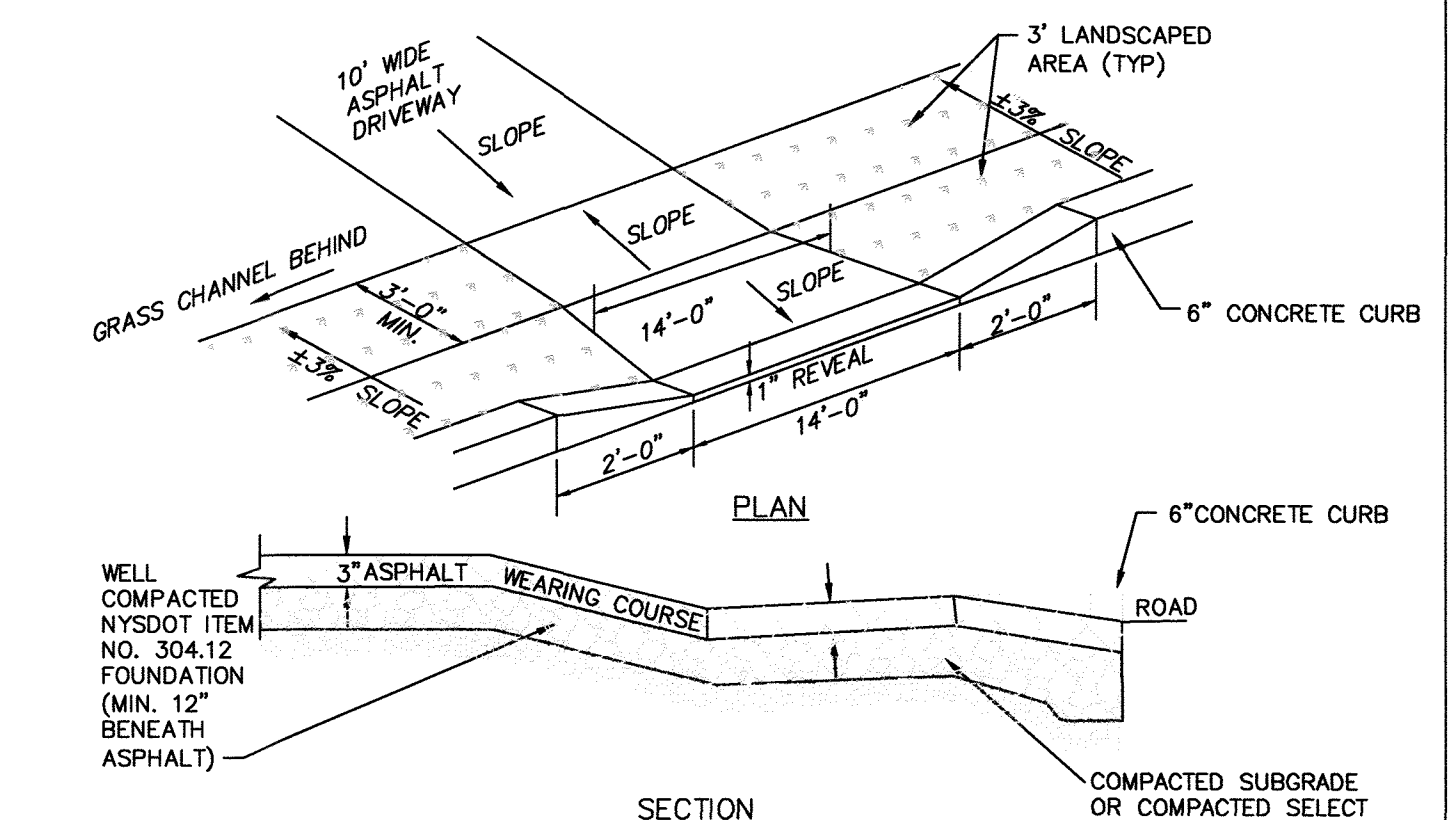 10' WIDE
ASPHALT
DRIVEWAY
SLOPE
3' LANDSCAPED
AREA (TYP)
±3% SLOPE
SLOPE
GRASS CHANNEL BEHIND
3'-0"
MIN.
SLOPE
14'-0"
±3% SLOPE
2'-0"
6" CONCRETE CURB
1" REVEAL
14'-0"
2'-0"
PLAN
6"CONCRETE CURB
3"ASPHALT WEARING COURSE
ROAD
WELL
COMPACTED
NYSDOT ITEM
NO. 304.12
FOUNDATION
(MIN. 12"
BENEATH
ASPHALT)
COMPACTED SUBGRADE
OR COMPACTED SELECT
SECTION